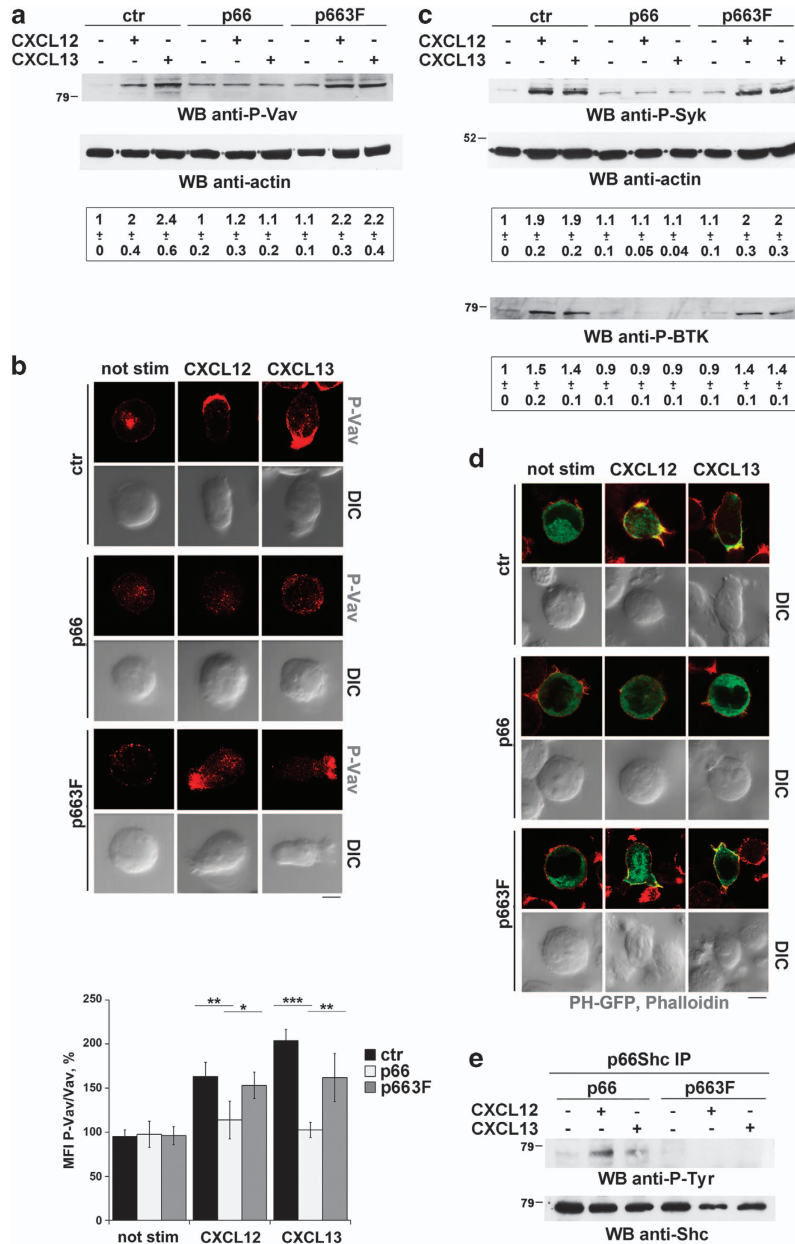 a
ctr p66 p663F
CXCL12 - + - - + - - + -
CXCL13 - - + - - + - - +
79
WB anti-P-Vav
WB anti-actin
1 2 2.4 1 1.2 1.1 1.1 2.2 2.2
± ± ± ± ± ± ± ± ±
0 0.4 0.6 0.2 0.3 0.2 0.1 0.3 0.4
b
not stim CXCL12 CXCL13
ctr
P-Vav
DIC
p66
P-Vav
DIC
p663F
P-Vav
DIC
250
200
150
100
50
0
MFI P-Vav/Vav, %
** *
*** **
ctr
p66
p663F
not stim CXCL12 CXCL13
c
ctr p66 p663F
CXCL12 - + - - + - - + -
CXCL13 - - + - - + - - +
WB anti-P-Syk
52
WB anti-actin
1 1.9 1.9 1.1 1.1 1.1 1.1 2 2
± ± ± ± ± ± ± ± ±
0 0.2 0.2 0.1 0.05 0.04 0.1 0.3 0.3
79
WB anti-P-BTK
1 1.5 1.4 0.9 0.9 0.9 0.9 1.4 1.4
± ± ± ± ± ± ± ± ±
0 0.2 0.1 0.1 0.1 0.1 0.1 0.1 0.1
d
not stim CXCL12 CXCL13
ctr
DIC
p66
DIC
p663F
DIC
PH-GFP, Phalloidin
e
p66Shc IP
p66 p663F
CXCL12 - + - - + -
CXCL13 - - + - - +
79
WB anti-P-Tyr
79
WB anti-Shc